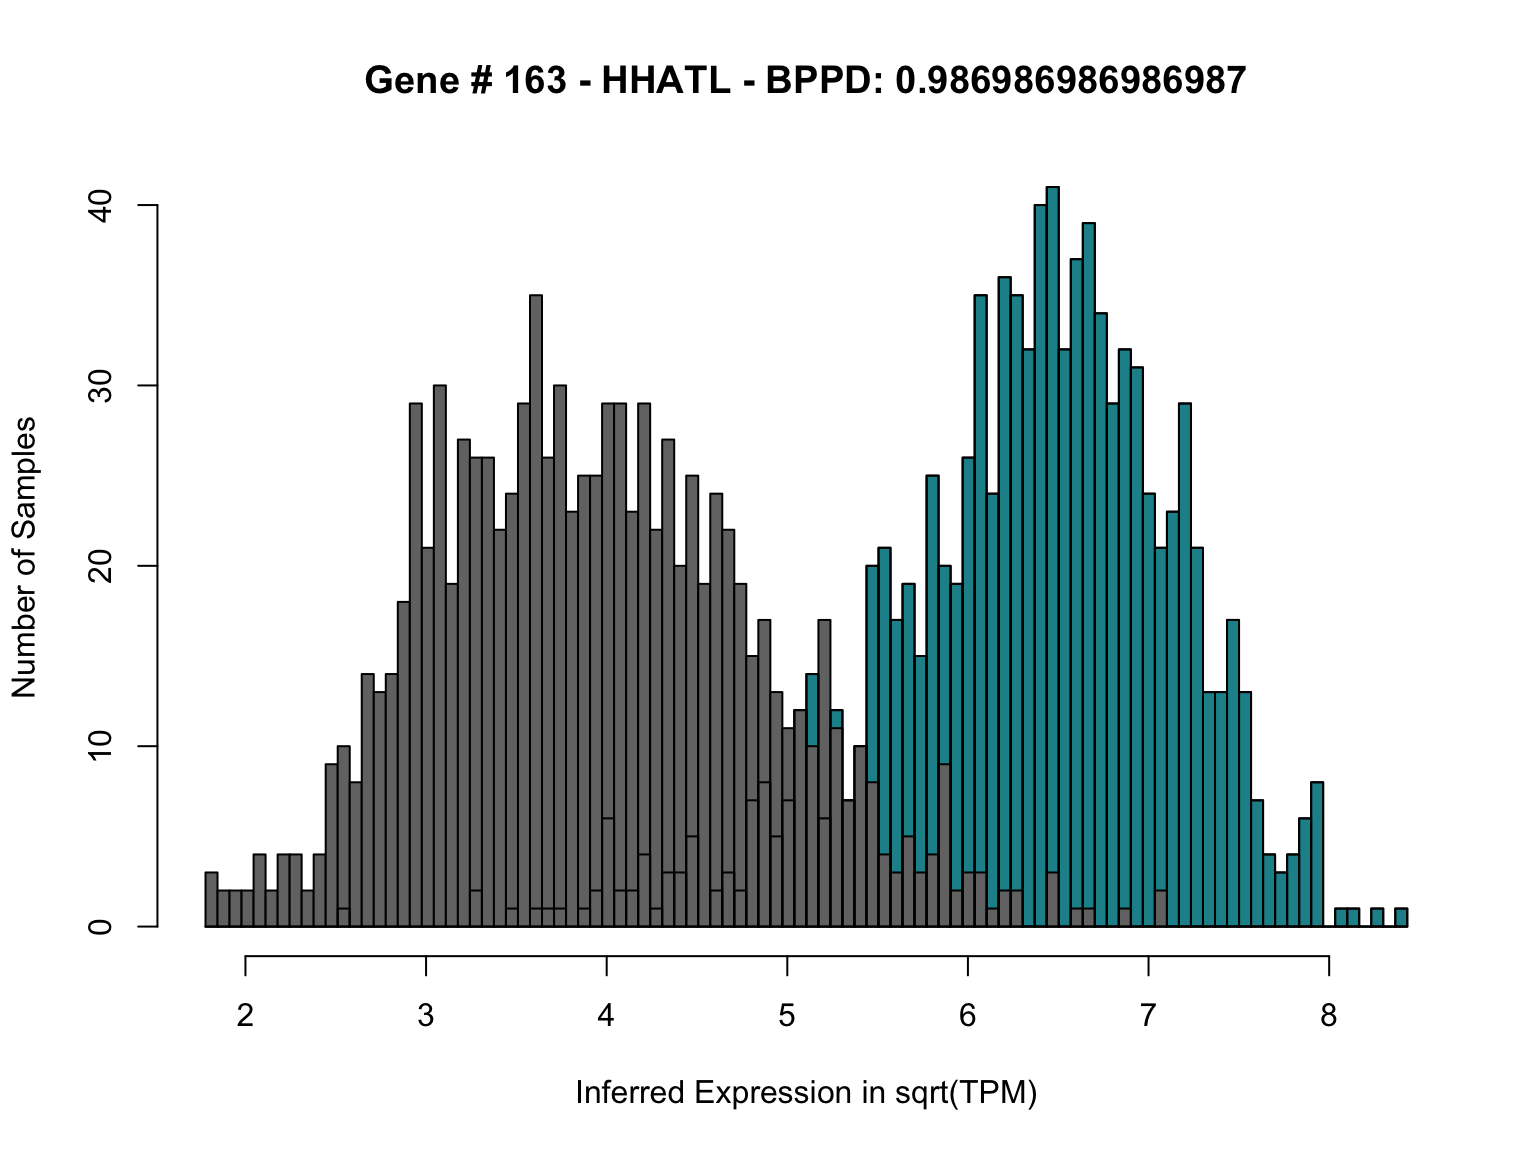 Gene # 163 - HHATL - BPPD: 0.986986986986987
Number of Samples
40
30
20
10
0
2 3 4 5 6 7 8
Inferred Expression in sqrt(TPM)